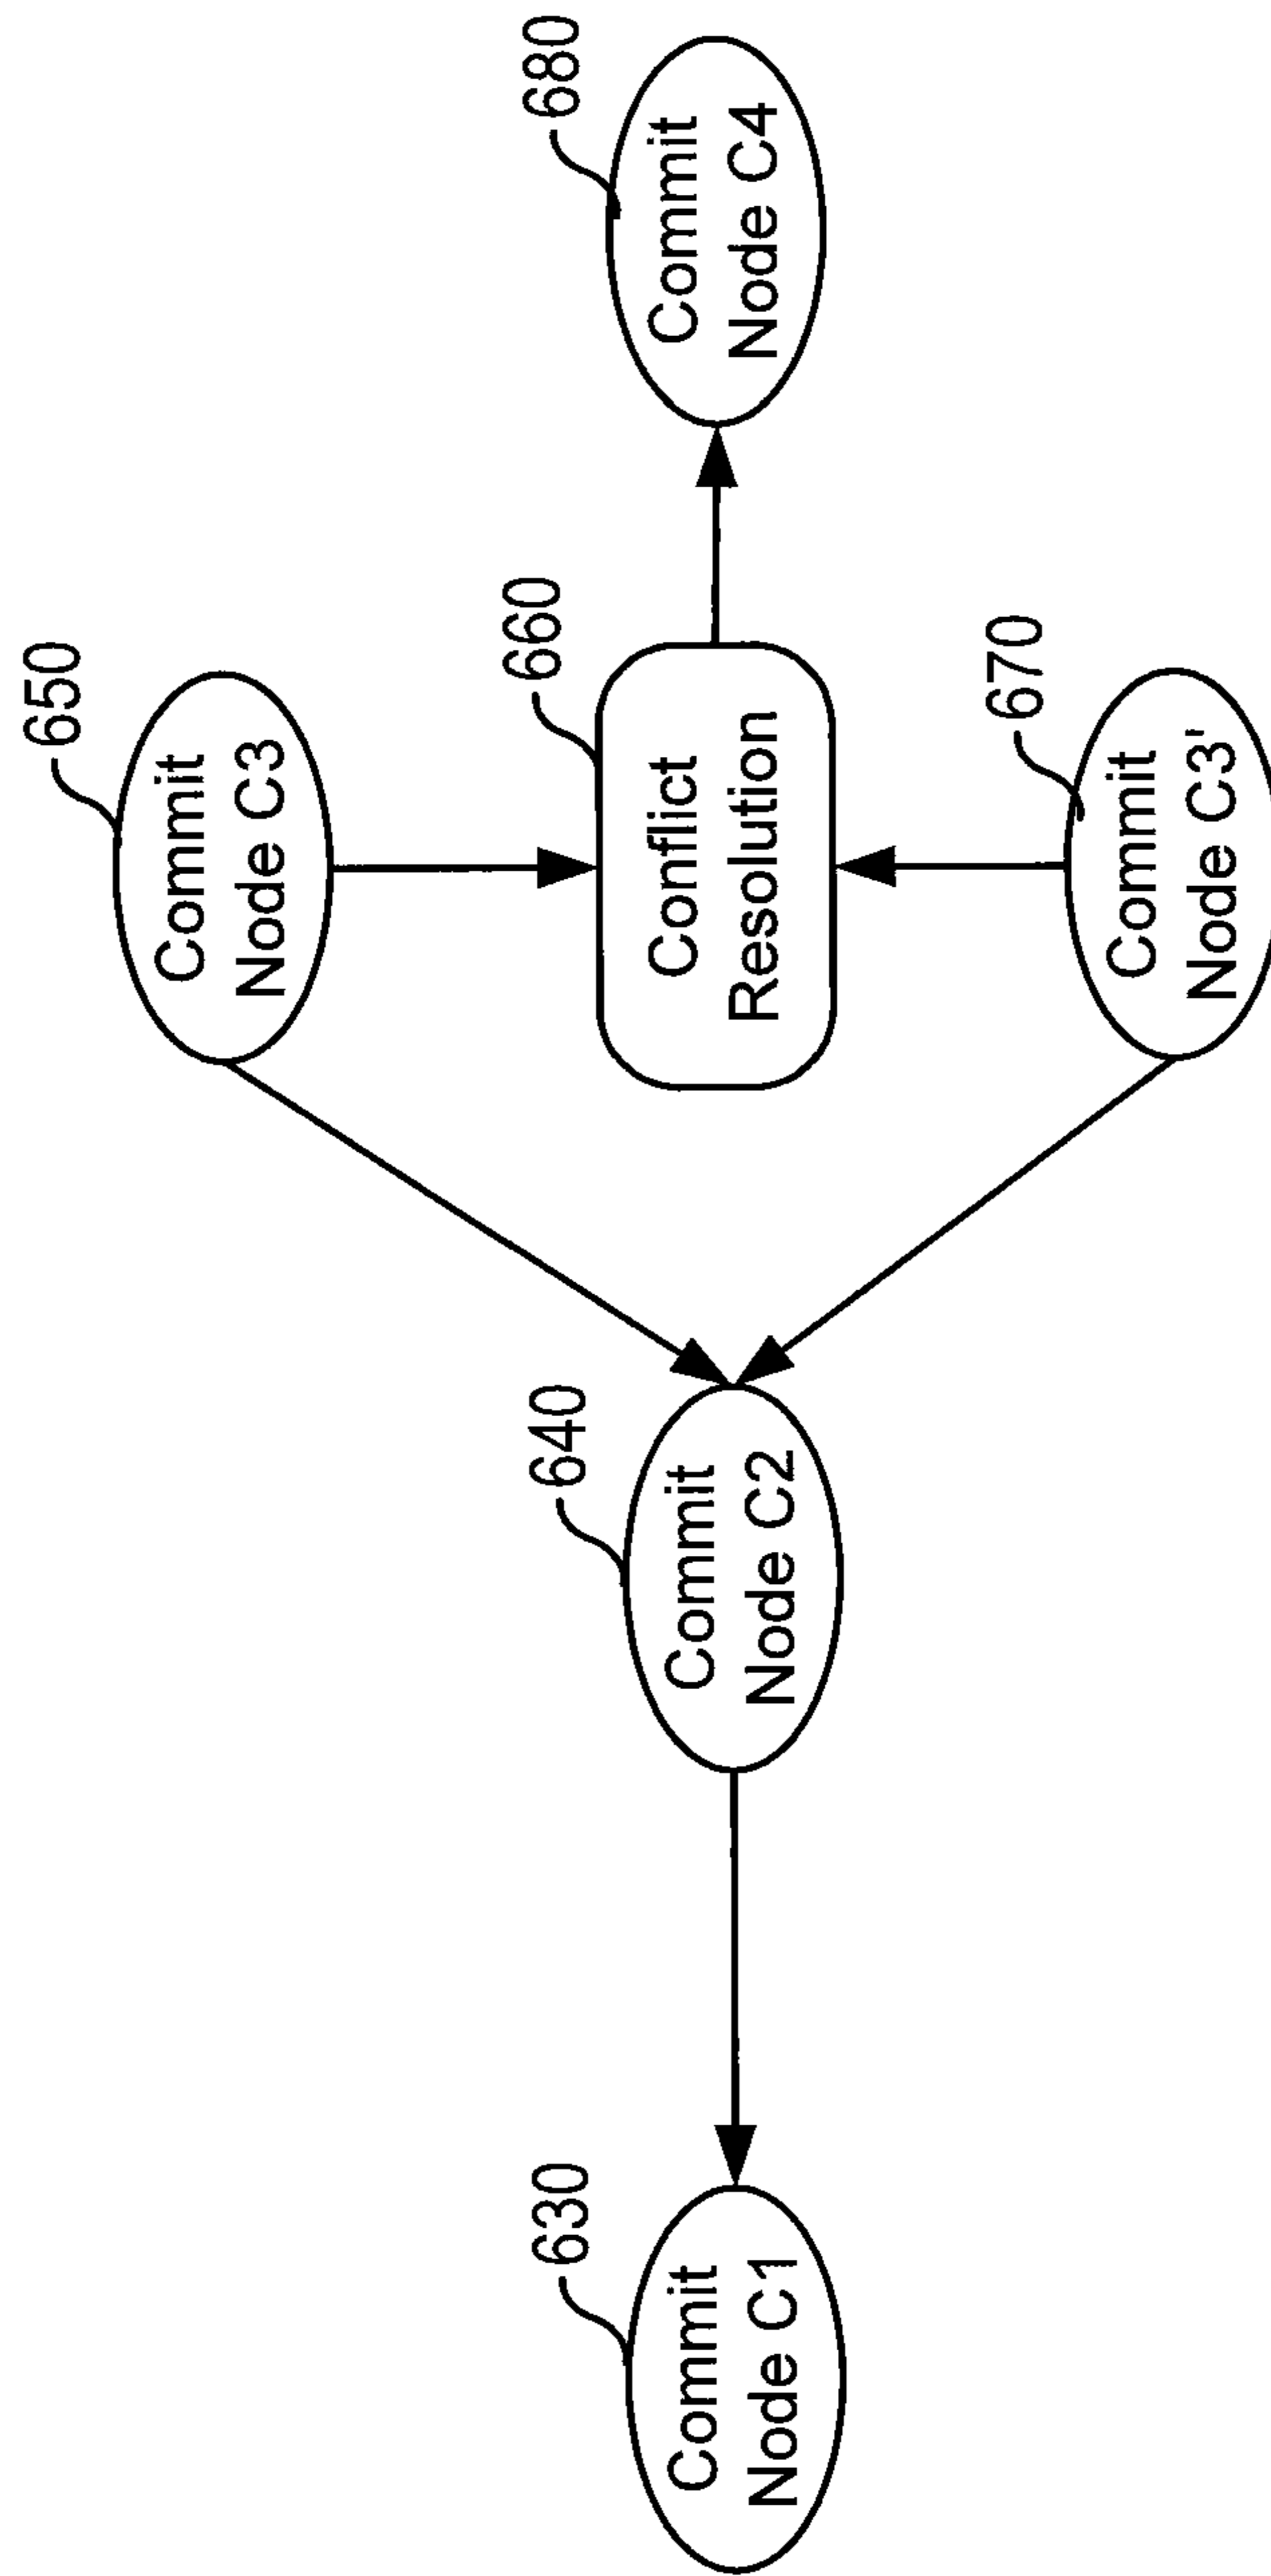 630
Commit
Node C1
640
Commit
Node C2
650
Commit
Node C3
660
Conflict
Resolution
670
Commit
Node C3'
680
Commit
Node C4